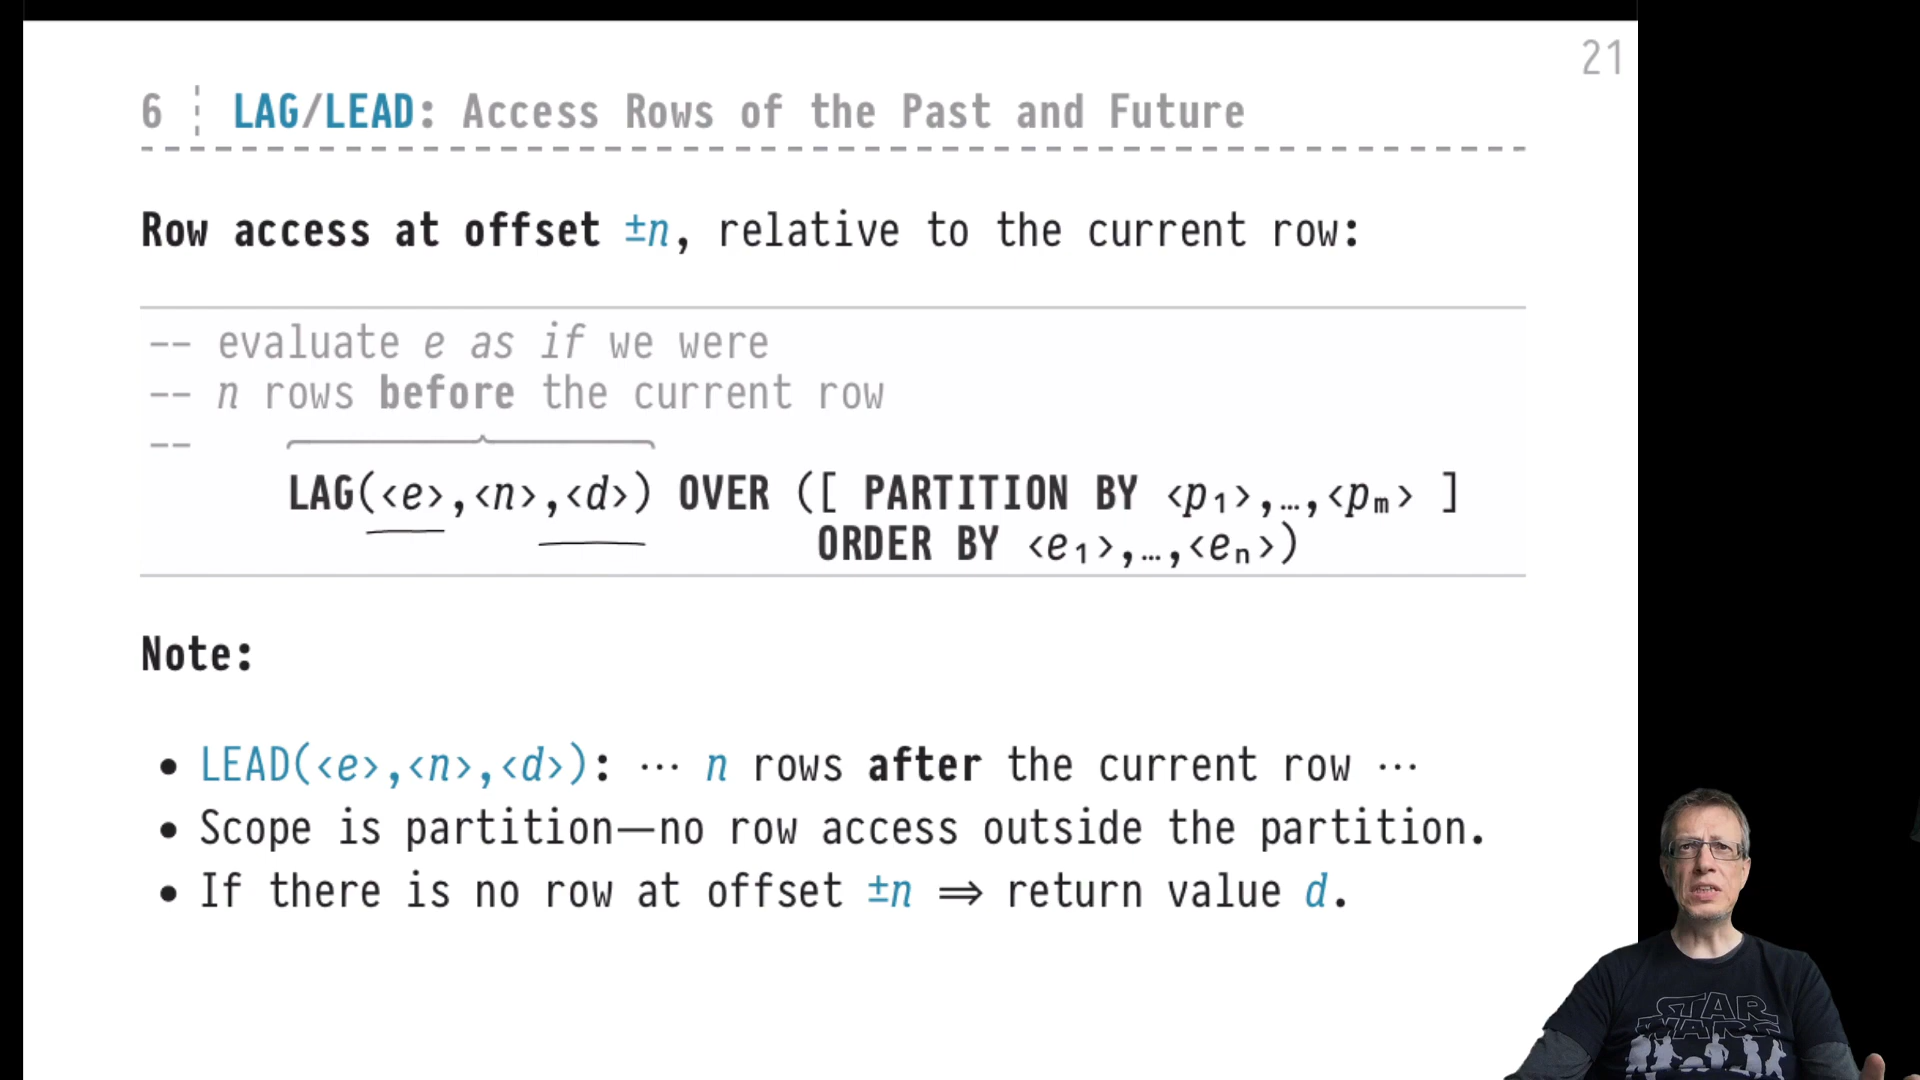 21
6 ┊ LAG/LEAD: Access Rows of the Past and Future
Row access at offset ±n, relative to the current row:
-- evaluate e as if we were
-- n rows before the current row
--
LAG(<e>,<n>,<d>) OVER ([ PARTITION BY <p₁>,…,<pₘ> ]
ORDER BY <e₁>,…,<eₙ>)
Note:
• LEAD(<e>,<n>,<d>): ⋯ n rows after the current row ⋯
• Scope is partition—no row access outside the partition.
• If there is no row at offset ±n ⇒ return value d.
STAR
WARS